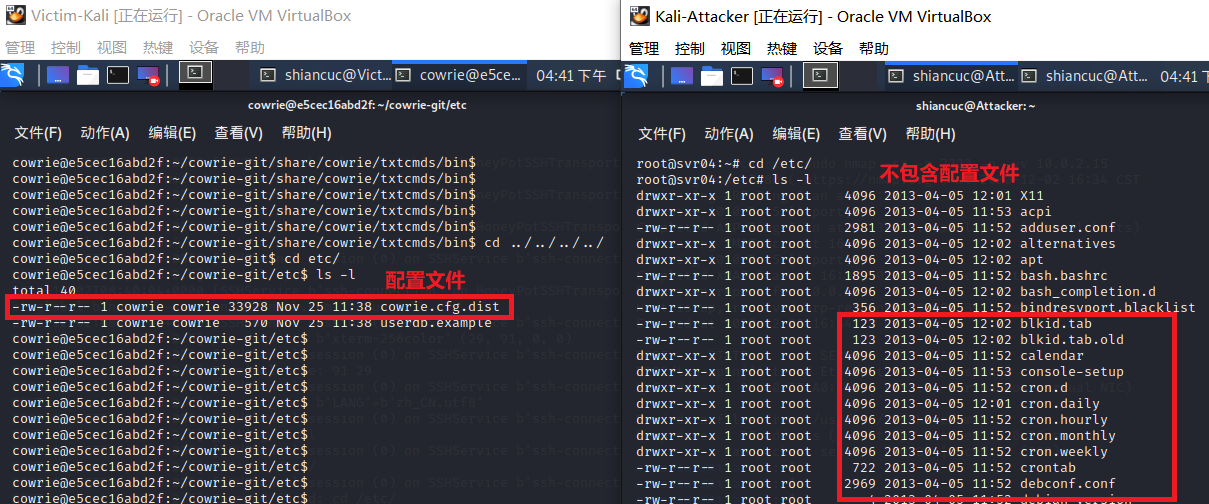 Victim-Kali [正在运行] - Oracle VM VirtualBox
管理 控制 视图 热键 设备 帮助
shiancuc@Vict... cowrie@e5ce... 04:41 下午
cowrie@e5cec16abd2f: ~/cowrie-git/etc
文件(F) 动作(A) 编辑(E) 查看(V) 帮助(H)
cowrie@e5cec16abd2f:~/cowrie-git/share/cowrie/txtcmds/bin$
cowrie@e5cec16abd2f:~/cowrie-git/share/cowrie/txtcmds/bin$
cowrie@e5cec16abd2f:~/cowrie-git/share/cowrie/txtcmds/bin$
cowrie@e5cec16abd2f:~/cowrie-git/share/cowrie/txtcmds/bin$
cowrie@e5cec16abd2f:~/cowrie-git/share/cowrie/txtcmds/bin$
cowrie@e5cec16abd2f:~/cowrie-git/share/cowrie/txtcmds/bin$ cd ../../../../
cowrie@e5cec16abd2f:~/cowrie-git$ cd etc/
cowrie@e5cec16abd2f:~/cowrie-git/etc$ ls -l
配置文件
total 40
-rw-r--r-- 1 cowrie cowrie 33928 Nov 25 11:38 cowrie.cfg.dist
-rw-r--r-- 1 cowrie cowrie 570 Nov 25 11:38 userdb.example
cowrie@e5cec16abd2f:~/cowrie-git/etc$
cowrie@e5cec16abd2f:~/cowrie-git/etc$
cowrie@e5cec16abd2f:~/cowrie-git/etc$
cowrie@e5cec16abd2f:~/cowrie-git/etc$
cowrie@e5cec16abd2f:~/cowrie-git/etc$
cowrie@e5cec16abd2f:~/cowrie-git/etc$
cowrie@e5cec16abd2f:~/cowrie-git/etc$
cowrie@e5cec16abd2f:~/cowrie-git/etc$
cowrie@e5cec16abd2f:~/cowrie-git/etc$
cowrie@e5cec16abd2f:~/cowrie-git/etc$
cowrie@e5cec16abd2f:~/cowrie-git/etc$
Kali-Attacker [正在运行] - Oracle VM VirtualBox
管理 控制 视图 热键 设备 帮助
shiancuc@Att... shiancuc@Att... 04:41
shiancuc@Attacker: ~
文件(F) 动作(A) 编辑(E) 查看(V) 帮助(H)
root@svr04:~# cd /etc/
root@svr04:/etc# ls -l
不包含配置文件
drwxr-xr-x 1 root root 4096 2013-04-05 12:01 X11
drwxr-xr-x 1 root root 4096 2013-04-05 11:53 acpi
-rw-r--r-- 1 root root 2981 2013-04-05 11:52 adduser.conf
drwxr-xr-x 1 root root 4096 2013-04-05 12:02 alternatives
drwxr-xr-x 1 root root 4096 2013-04-05 12:02 apt
-rw-r--r-- 1 root root 1895 2013-04-05 11:52 bash.bashrc
drwxr-xr-x 1 root root 4096 2013-04-05 11:52 bash_completion.d
-rw-r--r-- 1 root root 356 2013-04-05 11:52 bindresvport.blacklist
-rw-r--r-- 1 root root 123 2013-04-05 12:02 blkid.tab
-rw-r--r-- 1 root root 123 2013-04-05 12:02 blkid.tab.old
drwxr-xr-x 1 root root 4096 2013-04-05 11:52 calendar
drwxr-xr-x 1 root root 4096 2013-04-05 11:53 console-setup
drwxr-xr-x 1 root root 4096 2013-04-05 11:52 cron.d
drwxr-xr-x 1 root root 4096 2013-04-05 12:01 cron.daily
drwxr-xr-x 1 root root 4096 2013-04-05 11:52 cron.hourly
drwxr-xr-x 1 root root 4096 2013-04-05 11:52 cron.monthly
drwxr-xr-x 1 root root 4096 2013-04-05 11:52 cron.weekly
-rw-r--r-- 1 root root 722 2013-04-05 11:52 crontab
-rw-r--r-- 1 root root 2969 2013-04-05 11:52 debconf.conf